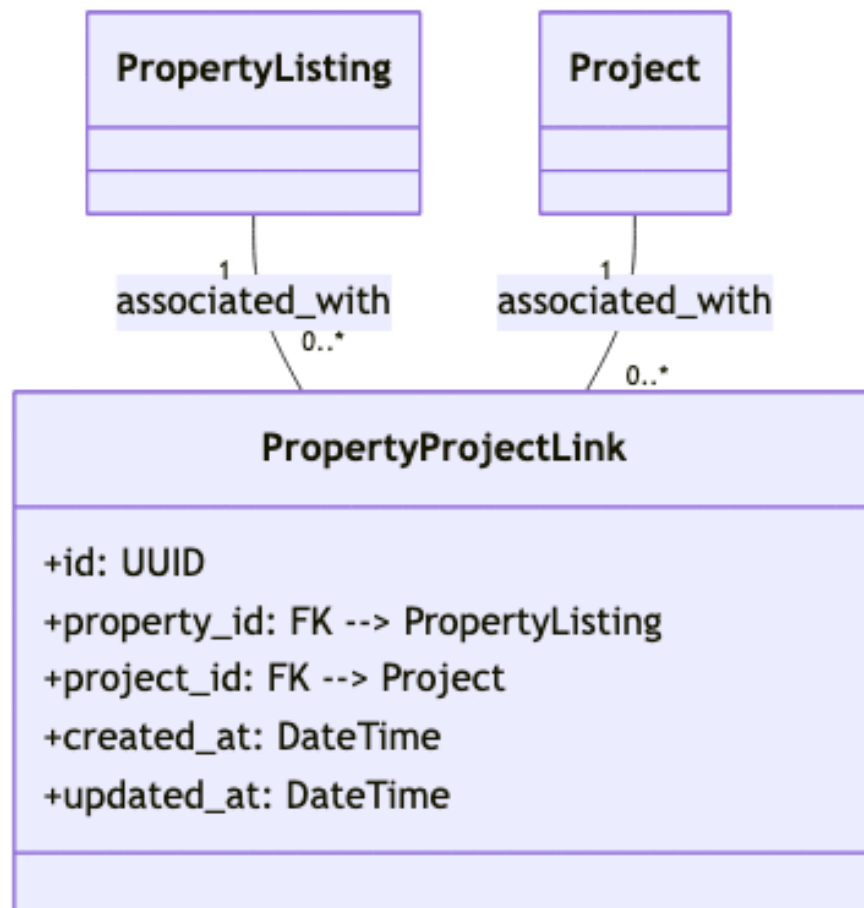 PropertyListing
Project
1
1
associated_with
associated_with
0..*
0..*
PropertyProjectLink
+id: UUID
+property_id: FK --> PropertyListing
+project_id: FK --> Project
+created_at: DateTime
+updated_at: DateTime